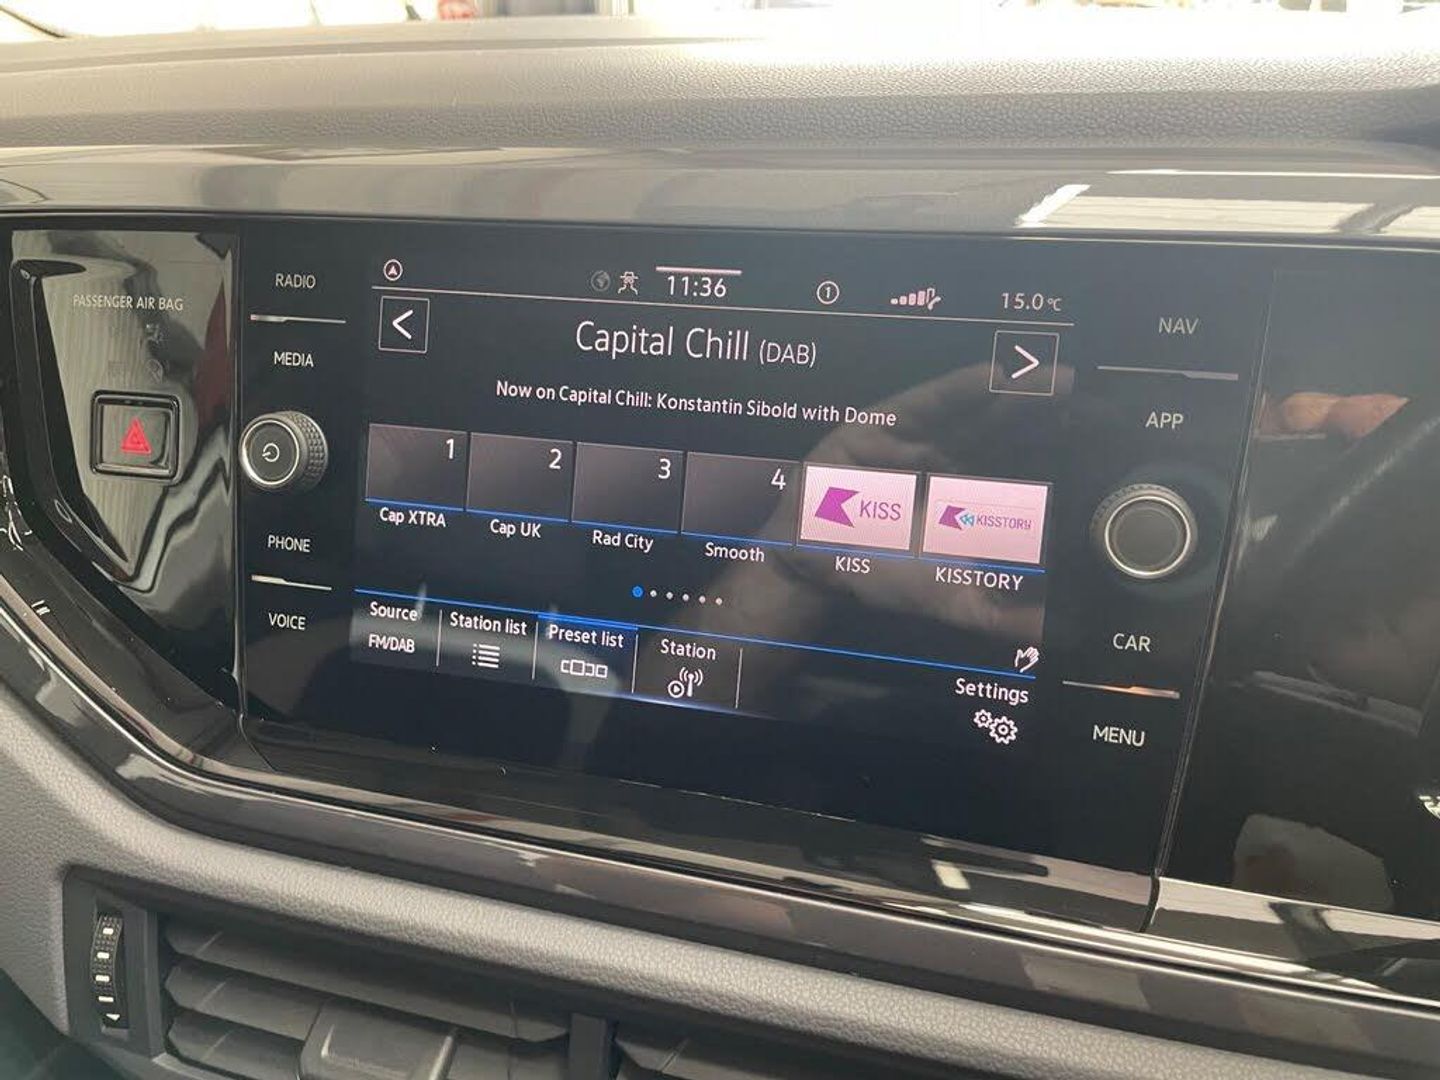 PASSENGER AIR BAG
RADIO
MEDIA
PHONE
VOICE
11:36
1
15.0°C
<
Capital Chill (DAB)
>
Now on Capital Chill: Konstantin Sibold with Dome
1
2
3
4
KISS
KISSTORY
Cap XTRA
Cap UK
Rad City
Smooth
KISS
KISSTORY
Source
FM/DAB
Station list
Preset list
Station
Settings
NAV
APP
CAR
MENU